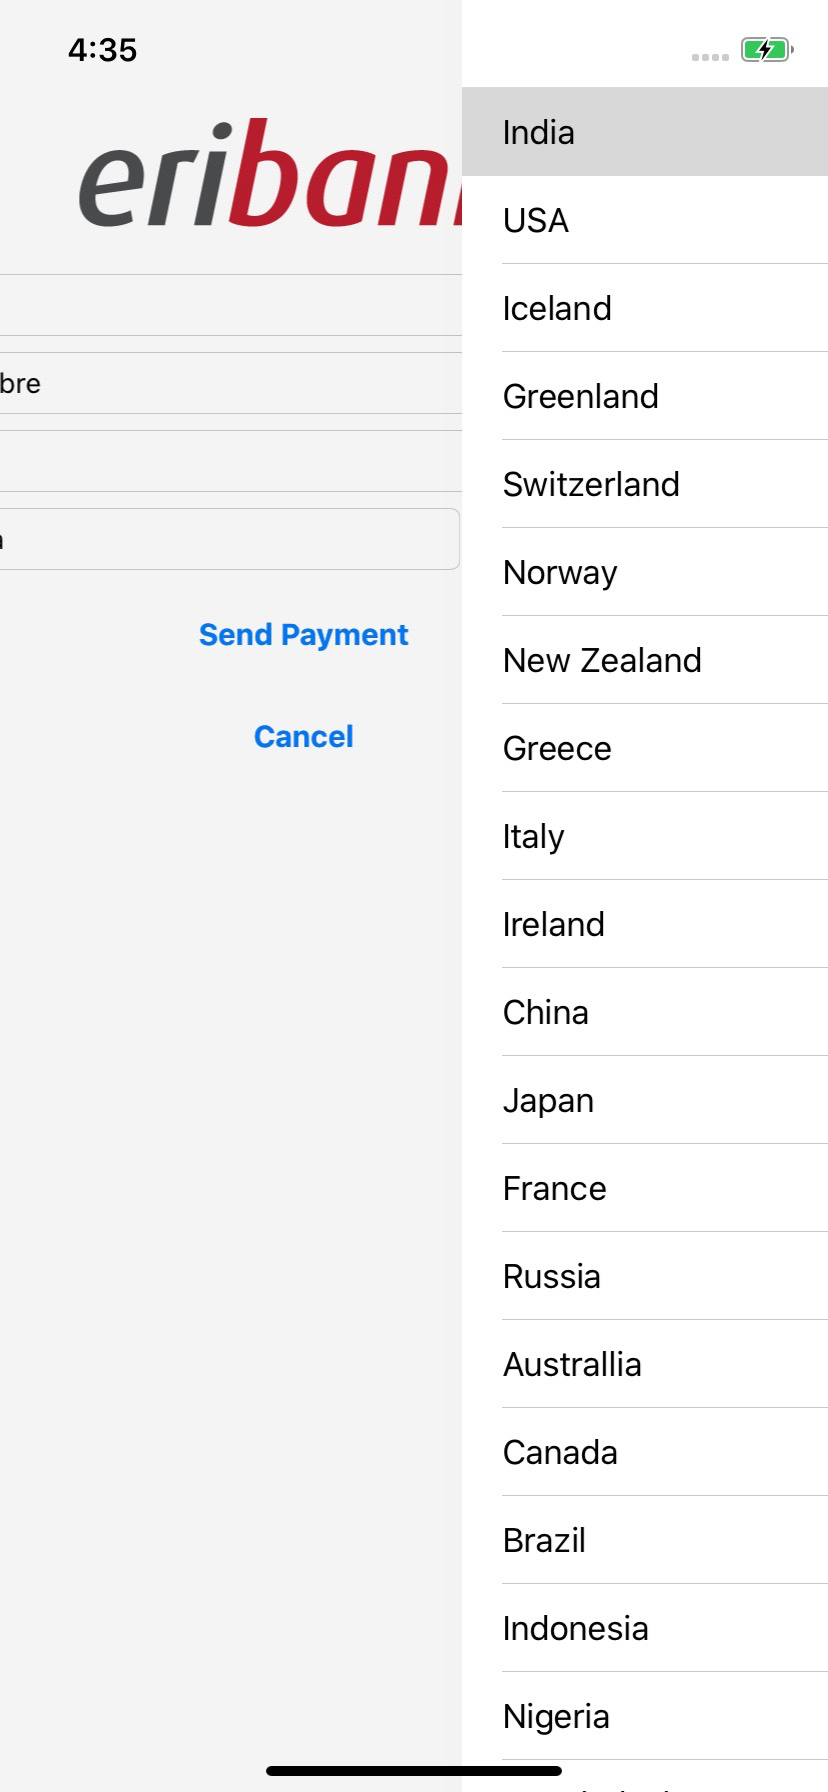 4:35
eriban
bre
a
Send Payment
Cancel
India
USA
Iceland
Greenland
Switzerland
Norway
New Zealand
Greece
Italy
Ireland
China
Japan
France
Russia
Australlia
Canada
Brazil
Indonesia
Nigeria